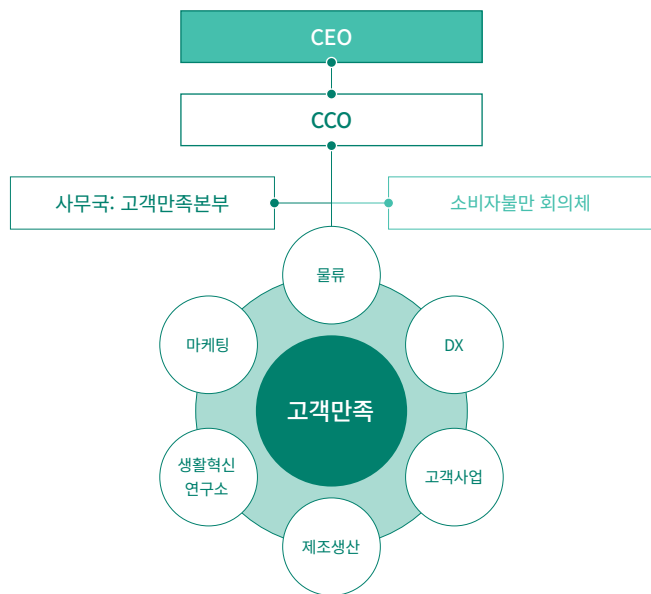 CEO
CCO
사무국: 고객만족본부
소비자불만 회의체
물류
마케팅
DX
고객만족
생활혁신
연구소
고객사업
제조생산